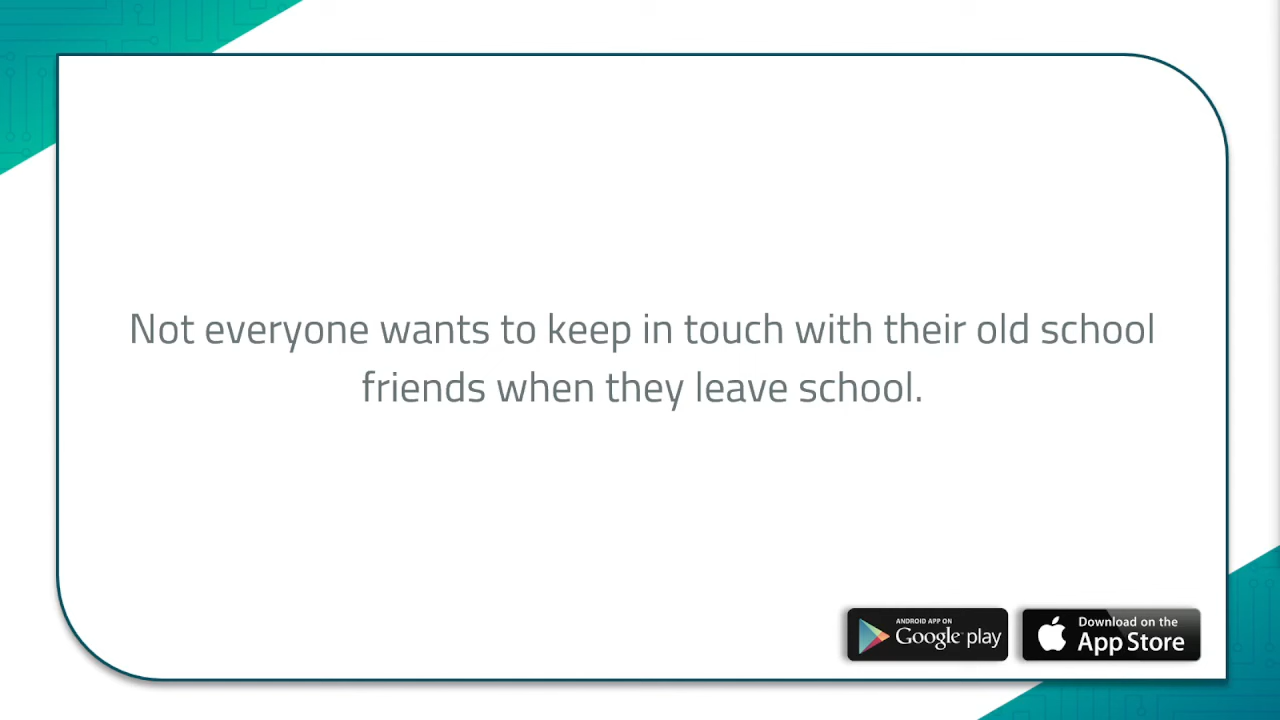 Not everyone wants to keep in touch with their old school
friends when they leave school.
ANDROID APP ON
Google play
Download on the
App Store